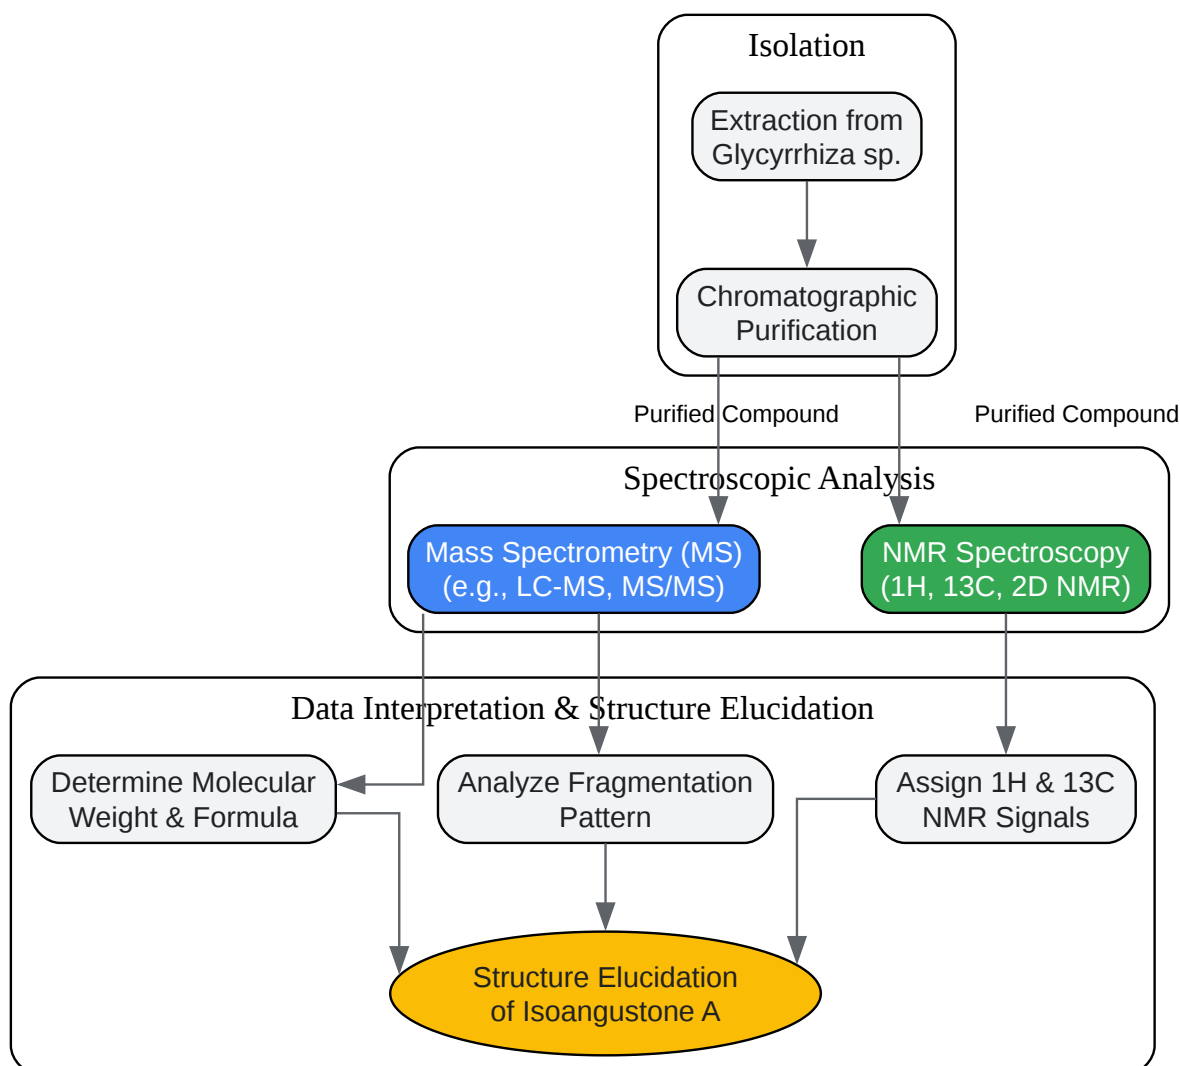 Isolation
Extraction from
Glycyrrhiza sp.
Chromatographic
Purification
Purified Compound
Purified Compound
Spectroscopic Analysis
Mass Spectrometry (MS)
(e.g., LC-MS, MS/MS)
NMR Spectroscopy
(1H, 13C, 2D NMR)
Data Interpretation & Structure Elucidation
Determine Molecular
Weight & Formula
Analyze Fragmentation
Pattern
Assign 1H & 13C
NMR Signals
Structure Elucidation
of Isoangustone A